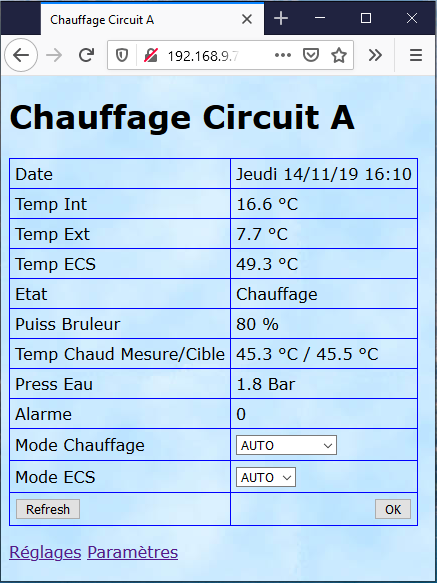 Chauffage Circuit A
192.168.9.7
Chauffage Circuit A
Date Jeudi 14/11/19 16:10
Temp Int 16.6 °C
Temp Ext 7.7 °C
Temp ECS 49.3 °C
Etat Chauffage
Puiss Bruleur 80 %
Temp Chaud Mesure/Cible 45.3 °C / 45.5 °C
Press Eau 1.8 Bar
Alarme 0
Mode Chauffage AUTO
Mode ECS AUTO
Refresh OK
Réglages Paramètres